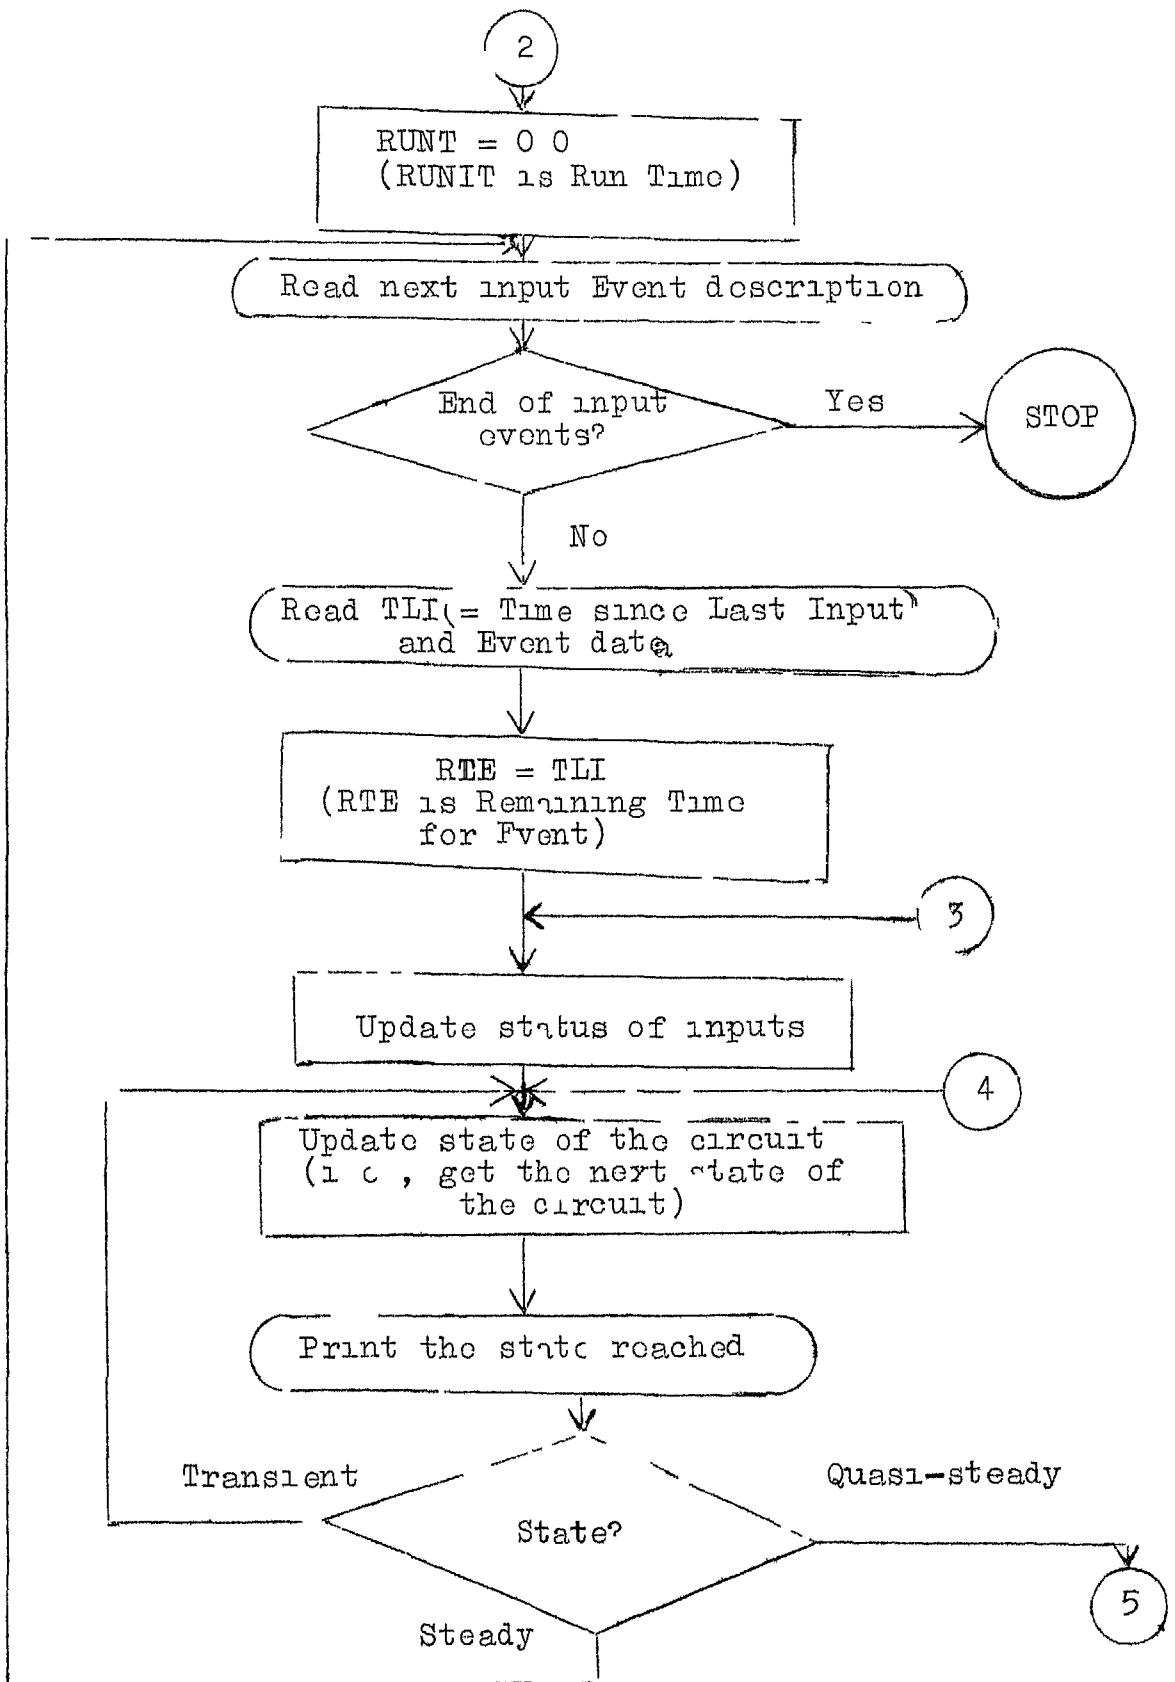 2
RUNT = 0 0
(RUNIT is Run Time)
Read next input Event description
End of input
events?
Yes
STOP
No
Read TLI(= Time since Last Input)
and Event data
RTE = TLI
(RTE is Remaining Time
for Event)
3
Update status of inputs
4
Update state of the circuit
(i e , get the next state of
the circuit)
Print the state reached
Transient
Quasi-steady
State?
5
Steady